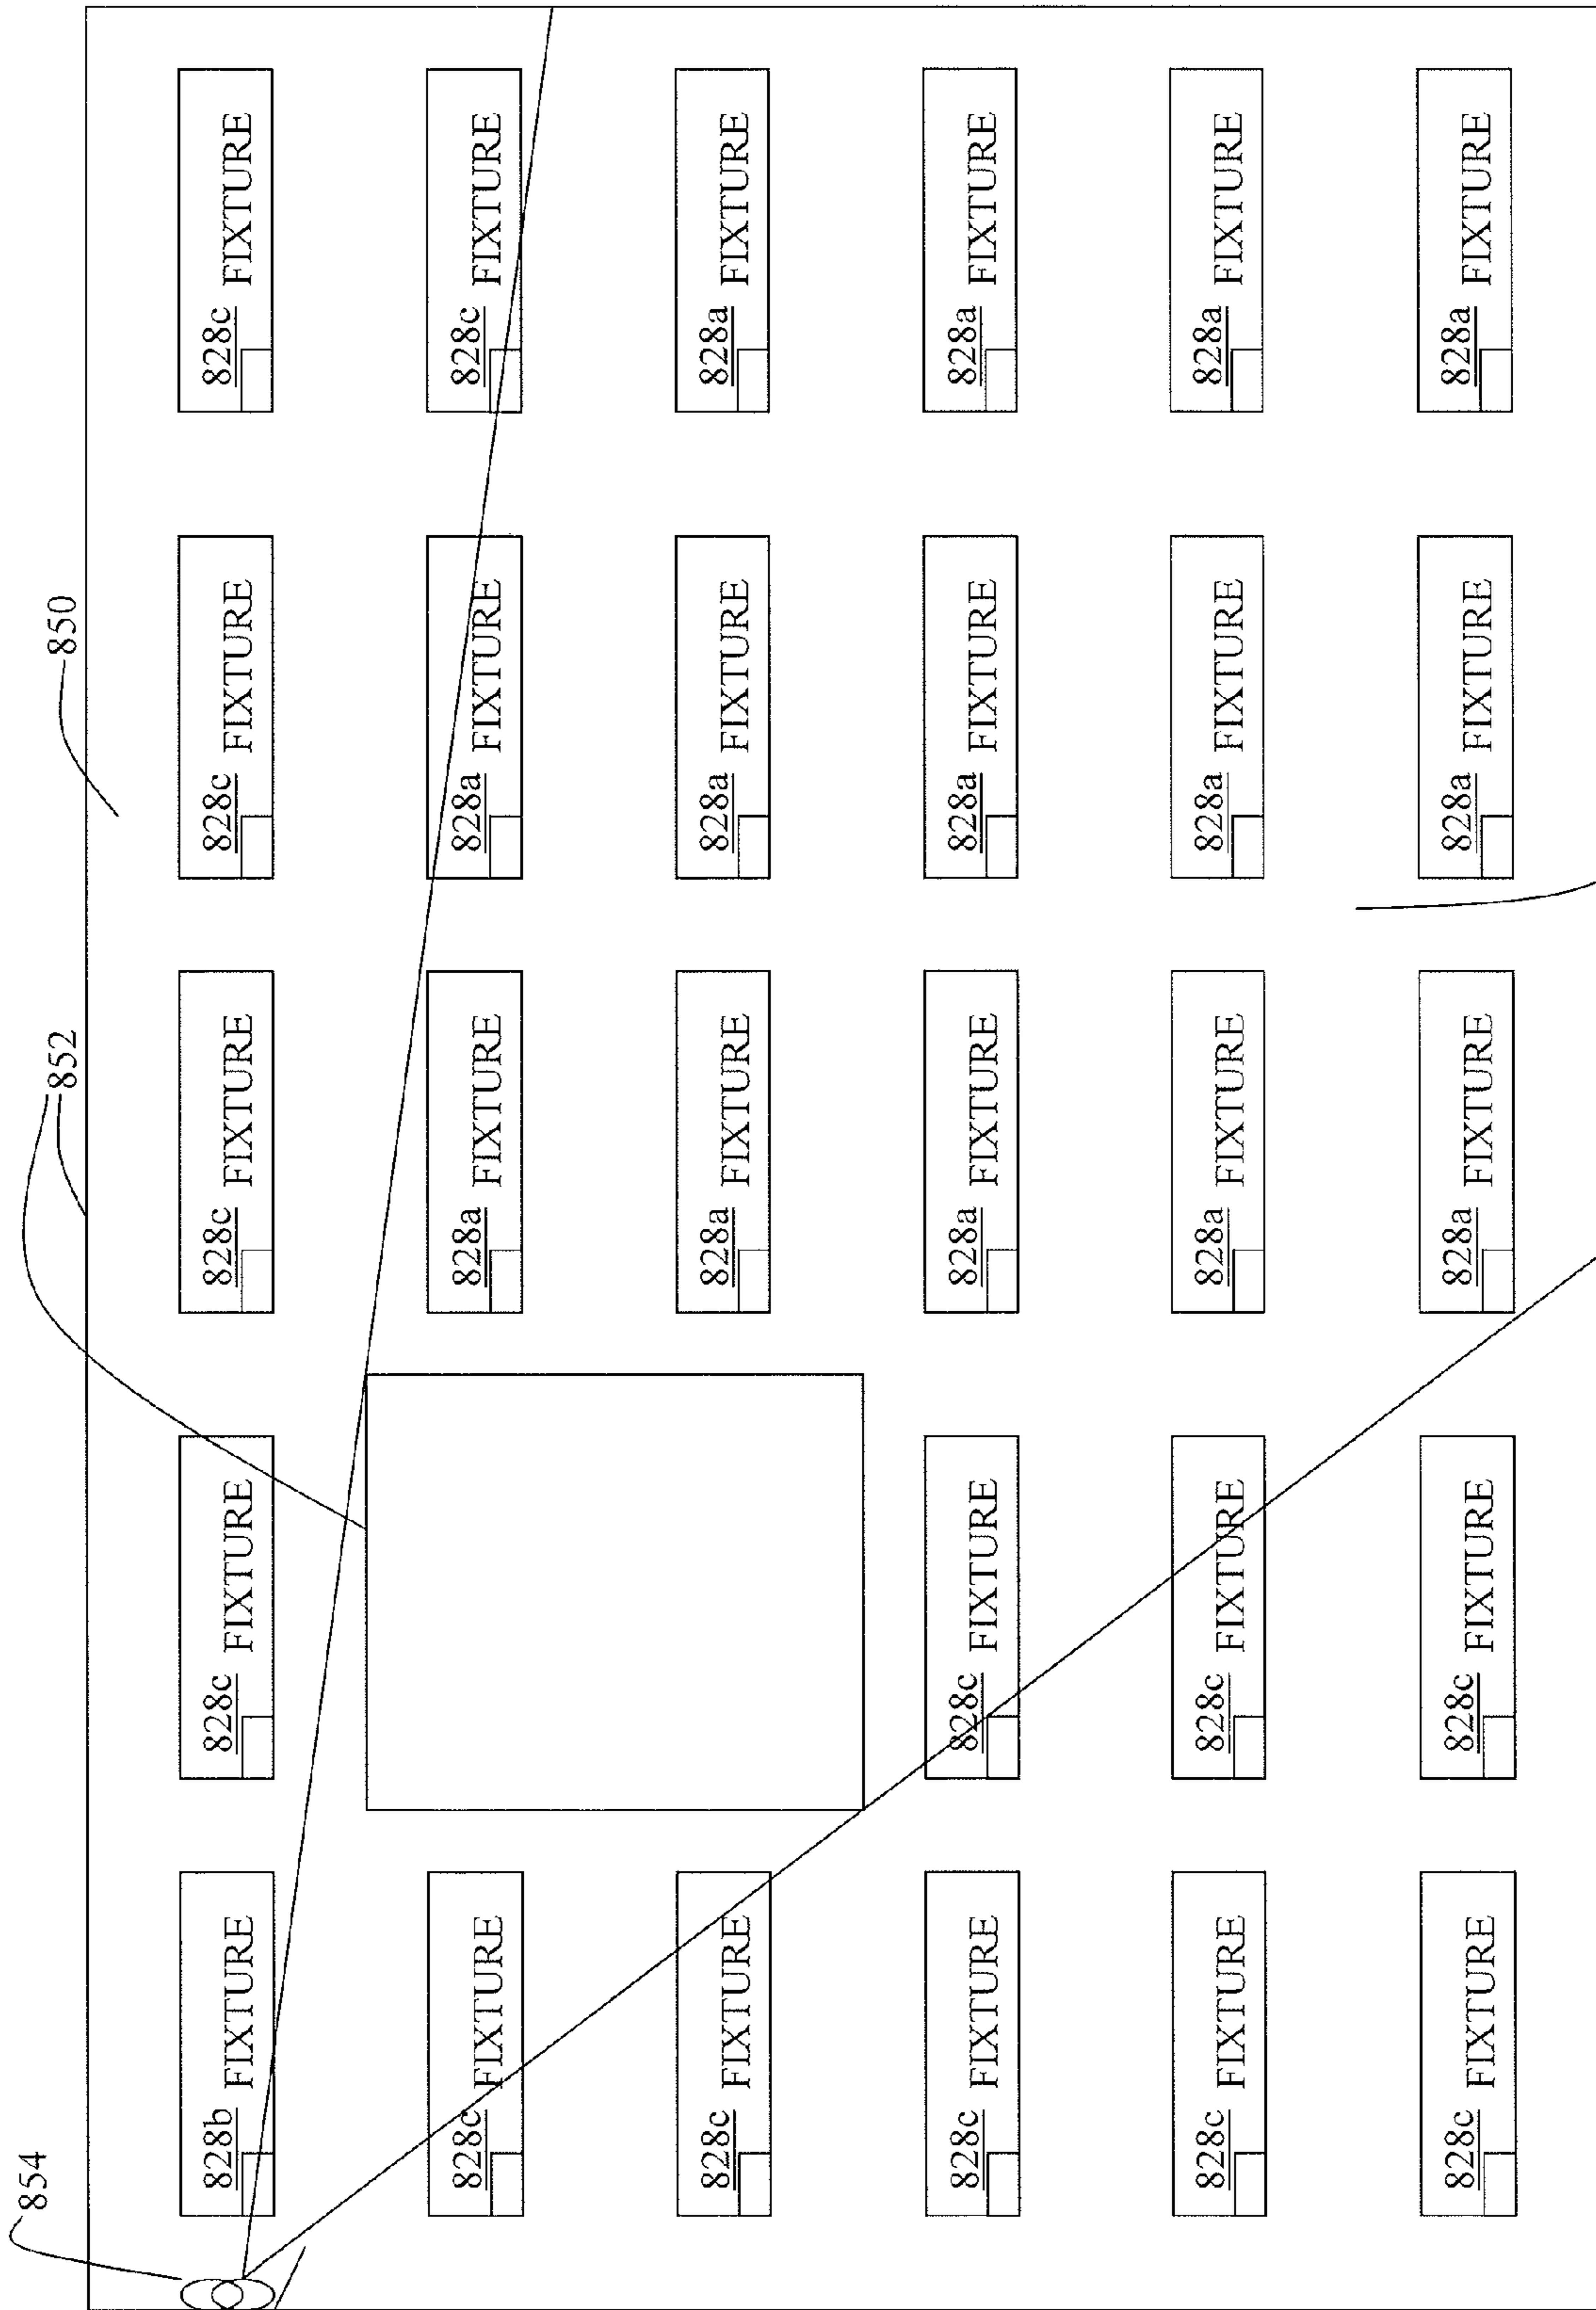 854 852 850
828b FIXTURE 828c FIXTURE 828c FIXTURE 828c FIXTURE 828c FIXTURE
828c FIXTURE 828a FIXTURE 828a FIXTURE 828c FIXTURE
828c FIXTURE 828a FIXTURE 828a FIXTURE 828a FIXTURE
828c FIXTURE 828c FIXTURE 828a FIXTURE 828a FIXTURE 828a FIXTURE
828c FIXTURE 828c FIXTURE 828a FIXTURE 828a FIXTURE 828a FIXTURE
828c FIXTURE 828c FIXTURE 828a FIXTURE 828a FIXTURE 828a FIXTURE